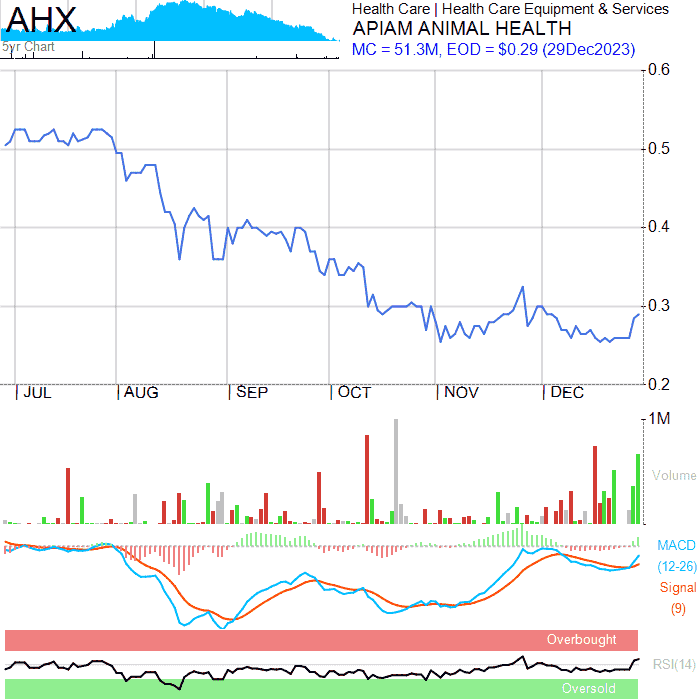 AHX
5yr Chart
Health Care | Health Care Equipment & Services
APIAM ANIMAL HEALTH
MC = 51.3M, EOD = $0.29 (29Dec2023)
0.6
0.5
0.4
0.3
0.2
JUL AUG SEP OCT NOV DEC
1M
Volume
MACD
(12-26)
Signal
(9)
Overbought
RSI(14)
Oversold